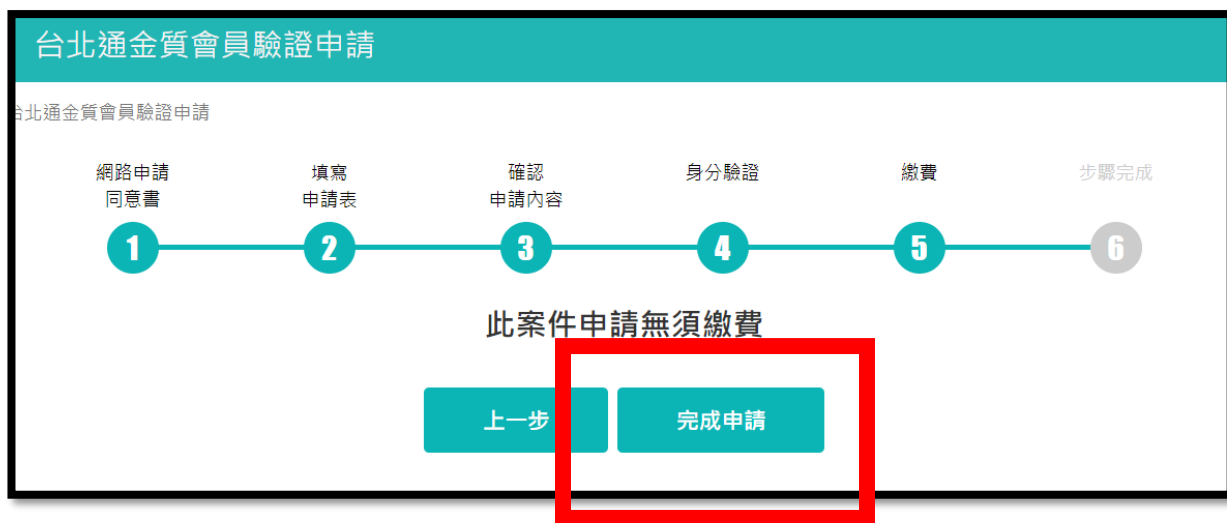 台北通金質會員驗證申請
台北通金質會員驗證申請
網路申請
同意書
填寫
申請表
確認
申請內容
身分驗證
繳費
步驟完成
1
2
3
4
5
6
此案件申請無須繳費
上一步
完成申請